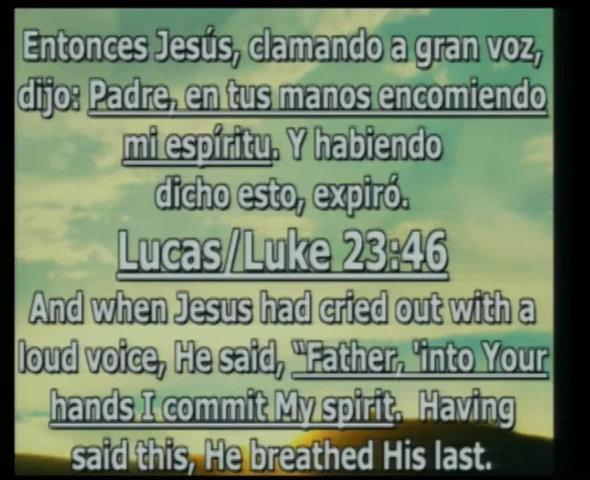 Entonces Jesús, clamando a gran voz,
dijo: Padre, en tus manos encomiendo
mi espíritu. Y habiendo
dicho esto, expiró.
Lucas/Luke 23:46
And when Jesus had cried out with a
loud voice, He said, “Father, 'into Your
hands I commit My spirit. Having
said this, He breathed His last.